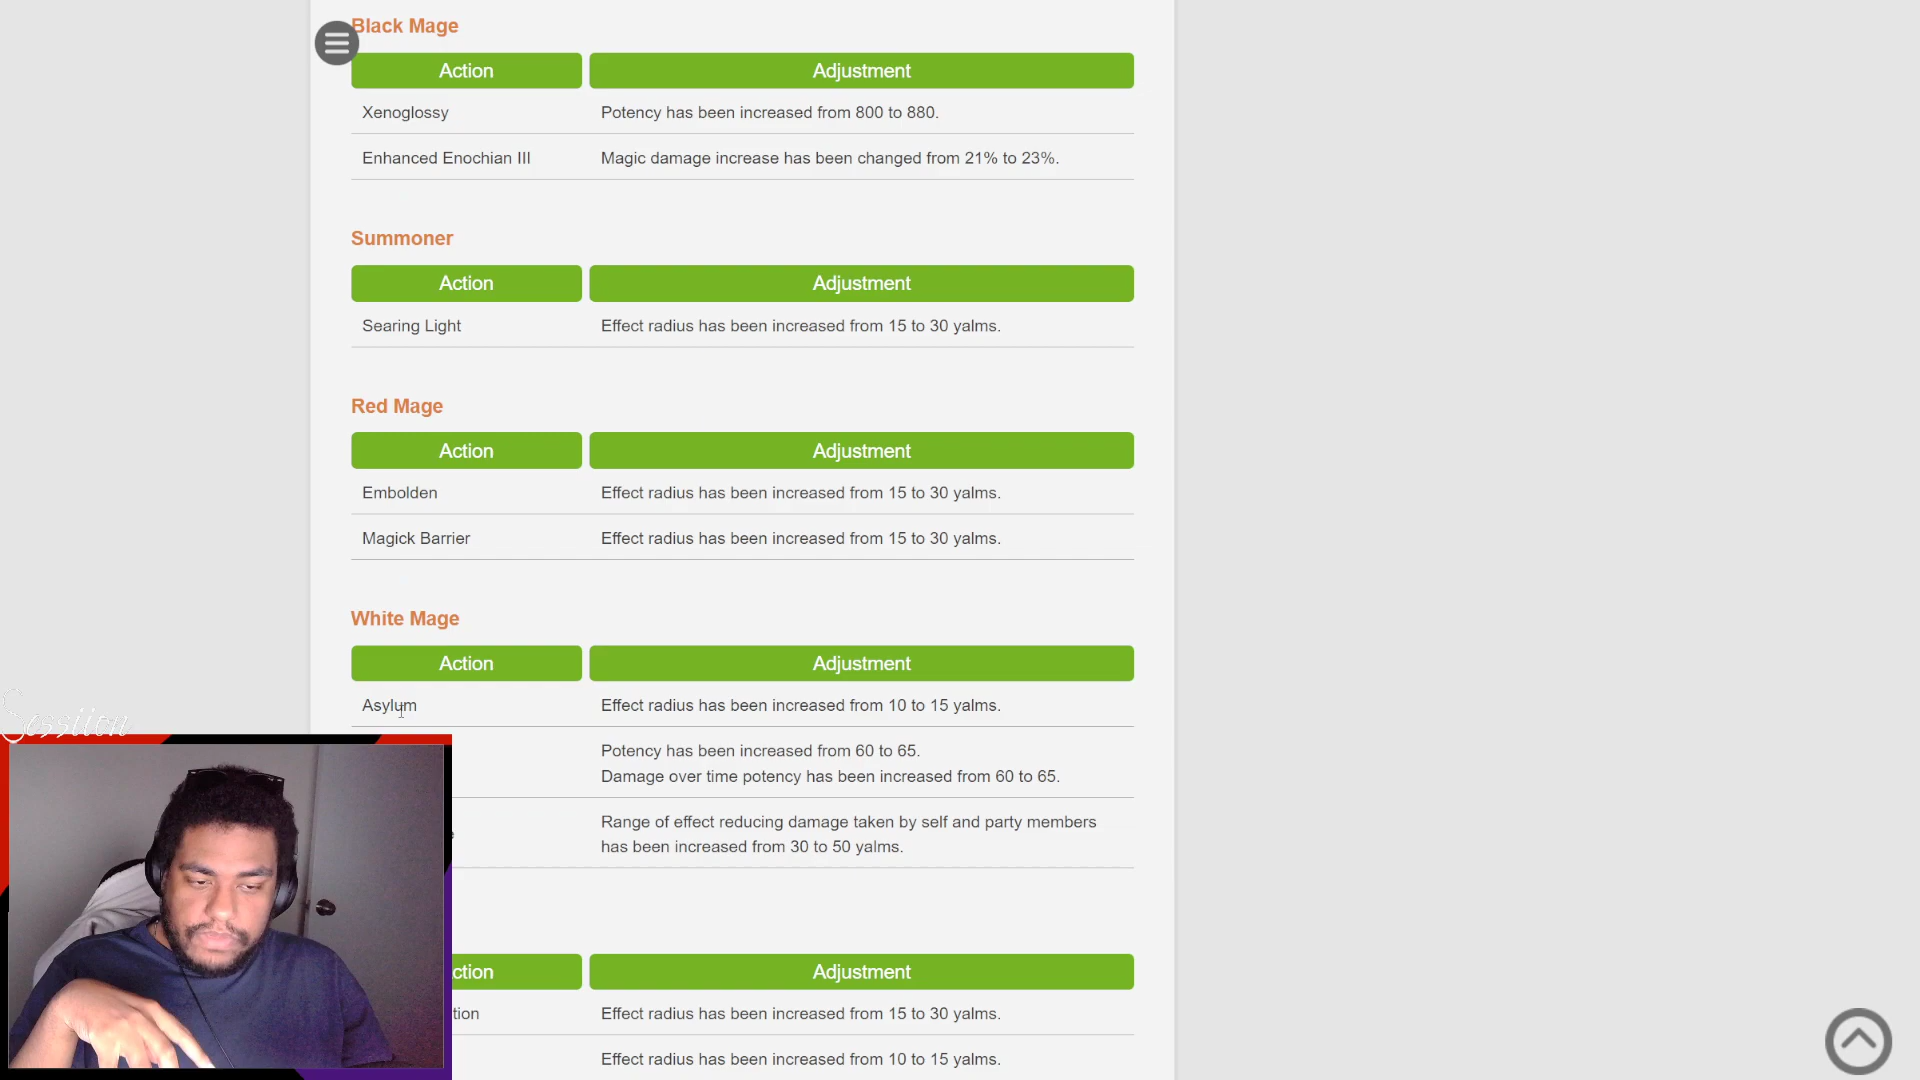 Black Mage
Action Adjustment
Xenoglossy Potency has been increased from 800 to 880.
Enhanced Enochian III Magic damage increase has been changed from 21% to 23%.
Summoner
Action Adjustment
Searing Light Effect radius has been increased from 15 to 30 yalms.
Red Mage
Action Adjustment
Embolden Effect radius has been increased from 15 to 30 yalms.
Magick Barrier Effect radius has been increased from 15 to 30 yalms.
White Mage
Action Adjustment
Asylum Effect radius has been increased from 10 to 15 yalms.
Sessiion
Potency has been increased from 60 to 65.
Damage over time potency has been increased from 60 to 65.
e Range of effect reducing damage taken by self and party members
has been increased from 30 to 50 yalms.
ction Adjustment
tion Effect radius has been increased from 15 to 30 yalms.
Effect radius has been increased from 10 to 15 yalms.